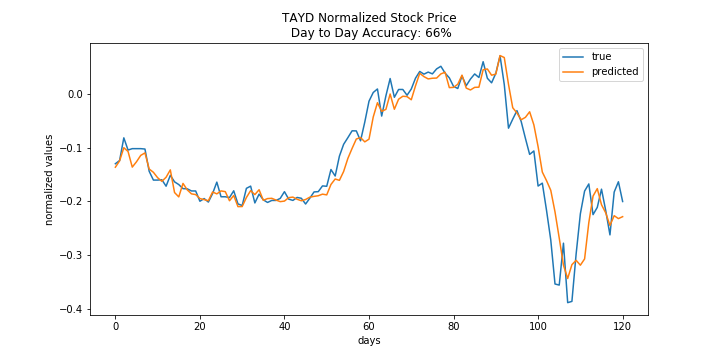 TAYD Normalized Stock Price
Day to Day Accuracy: 66%
true
predicted
normalized values
0.0
−0.1
−0.2
−0.3
−0.4
0
20
40
60
80
100
120
days